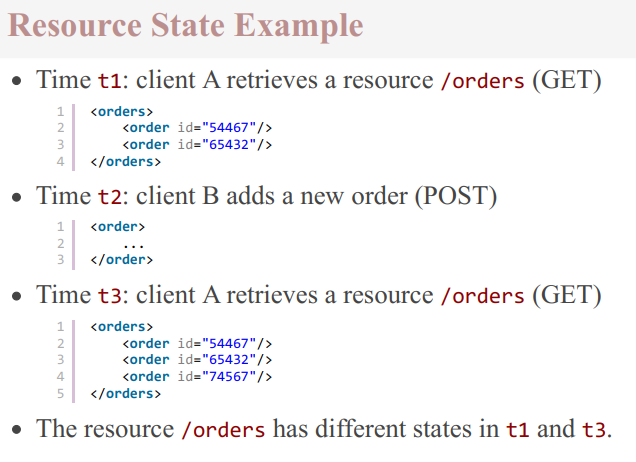 Resource State Example
• Time t1: client A retrieves a resource /orders (GET)
1 <orders>
2     <order id="54467"/>
3     <order id="65432"/>
4 </orders>
• Time t2: client B adds a new order (POST)
1 <order>
2     ...
3 </order>
• Time t3: client A retrieves a resource /orders (GET)
1 <orders>
2     <order id="54467"/>
3     <order id="65432"/>
4     <order id="74567"/>
5 </orders>
• The resource /orders has different states in t1 and t3.